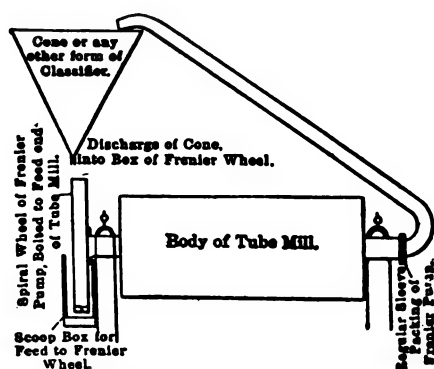 Cone or any
other form of
Classifier.
Discharge of Cone.
Into Box of Frenier Wheel.
Spiral Wheel of Frenier
Pump, Bolted to Feed end
of Tube Mill.
Body of Tube Mill.
Scoop Box for
Feed to Frenier
Wheel.
Regular Sleeve
Packing of
Frenier Pump.